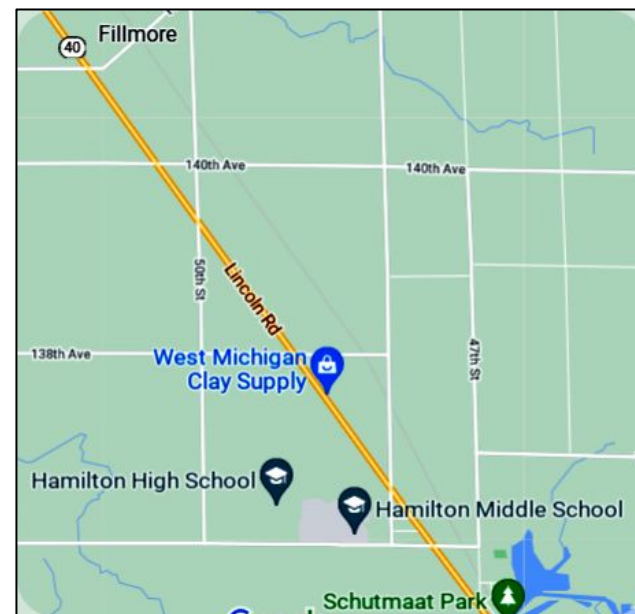 Fillmore
40
140th Ave
140th Ave
50th St
Lincoln Rd
138th Ave
West Michigan
Clay Supply
47th St
Hamilton High School
Hamilton Middle School
Schutmaat Park